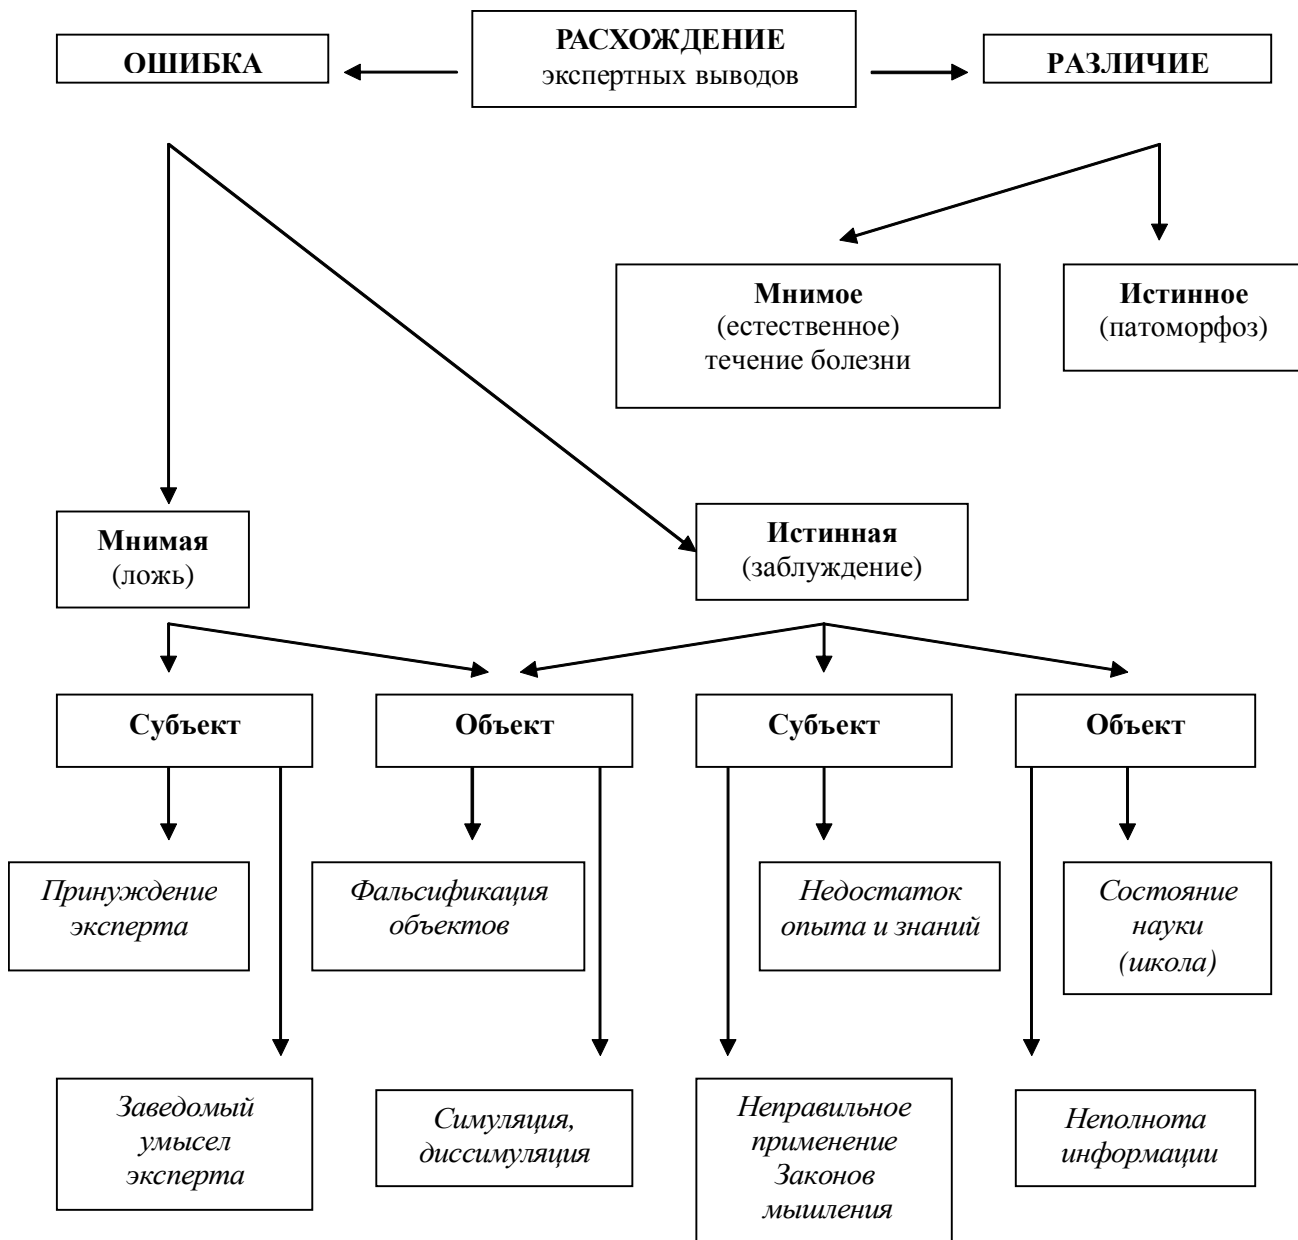 ОШИБКА
РАСХОЖДЕНИЕ
экспертных выводов
РАЗЛИЧИЕ
Мнимое
(естественное)
течение болезни
Истинное
(патоморфоз)
Мнимая
(ложь)
Истинная
(заблуждение)
Субъект
Объект
Субъект
Объект
Принуждение
эксперта
Фальсификация
объектов
Недостаток
опыта и знаний
Состояние
науки
(школа)
Заведомый
умысел
эксперта
Симуляция,
диссимуляция
Неправильное
применение
Законов
мышления
Неполнота
информации